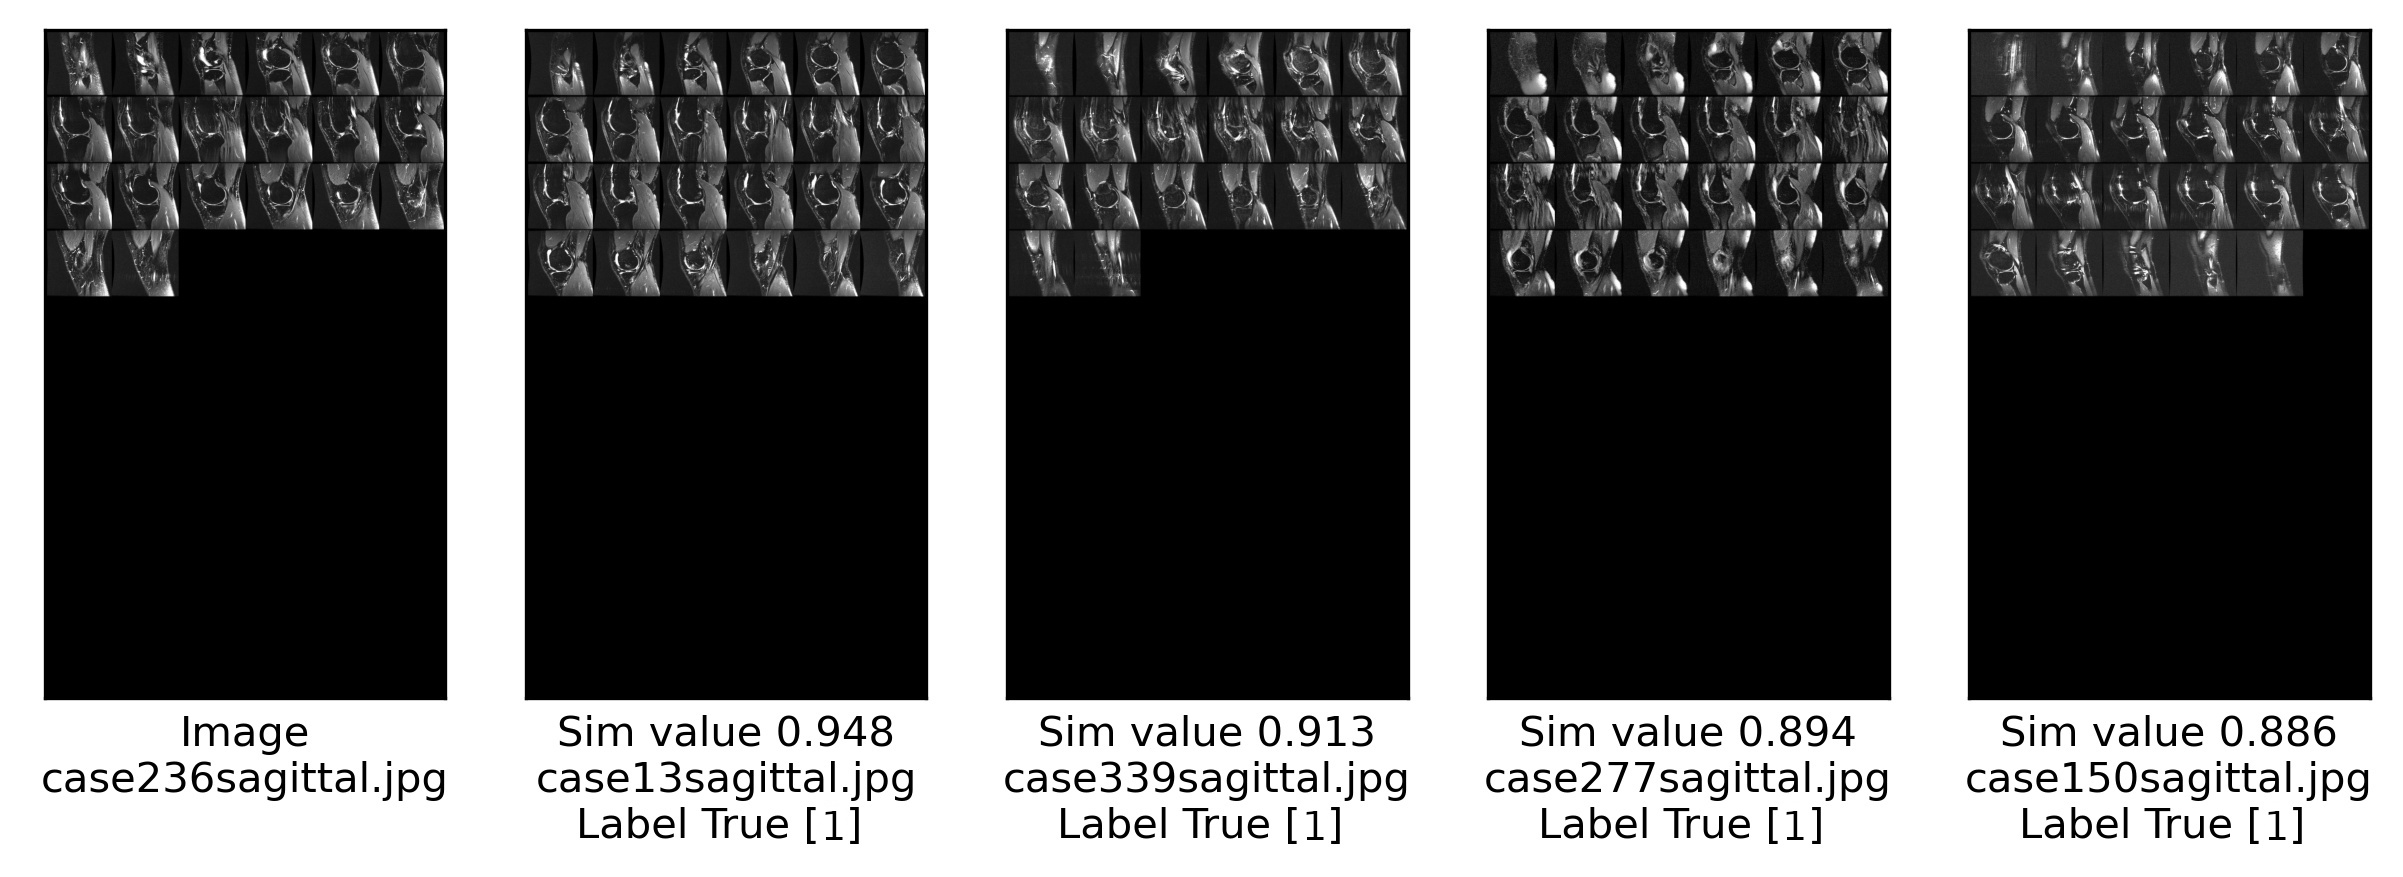 Image
case236sagittal.jpg
Sim value 0.948
case13sagittal.jpg
Label True [1]
Sim value 0.913
case339sagittal.jpg
Label True [1]
Sim value 0.894
case277sagittal.jpg
Label True [1]
Sim value 0.886
case150sagittal.jpg
Label True [1]